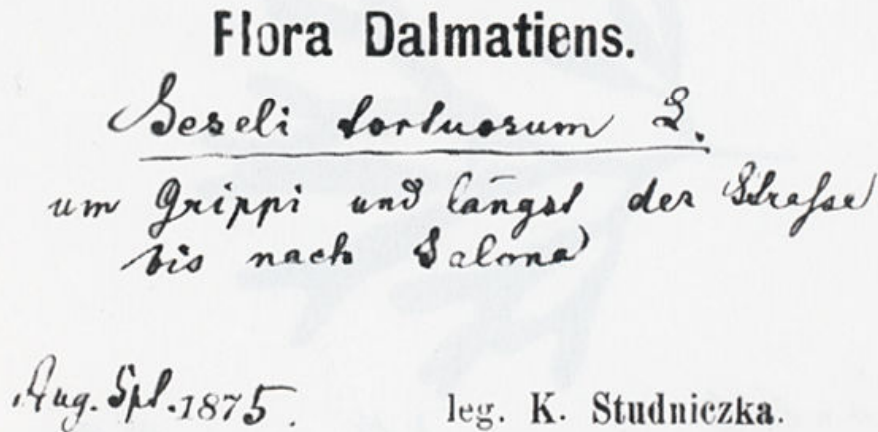 Flora Dalmatiens.
Seseli tortuosum L.
um Grippi und längst der Strasse
bis nach Salona
Aug. Spt. 1875.
leg. K. Studniczka.